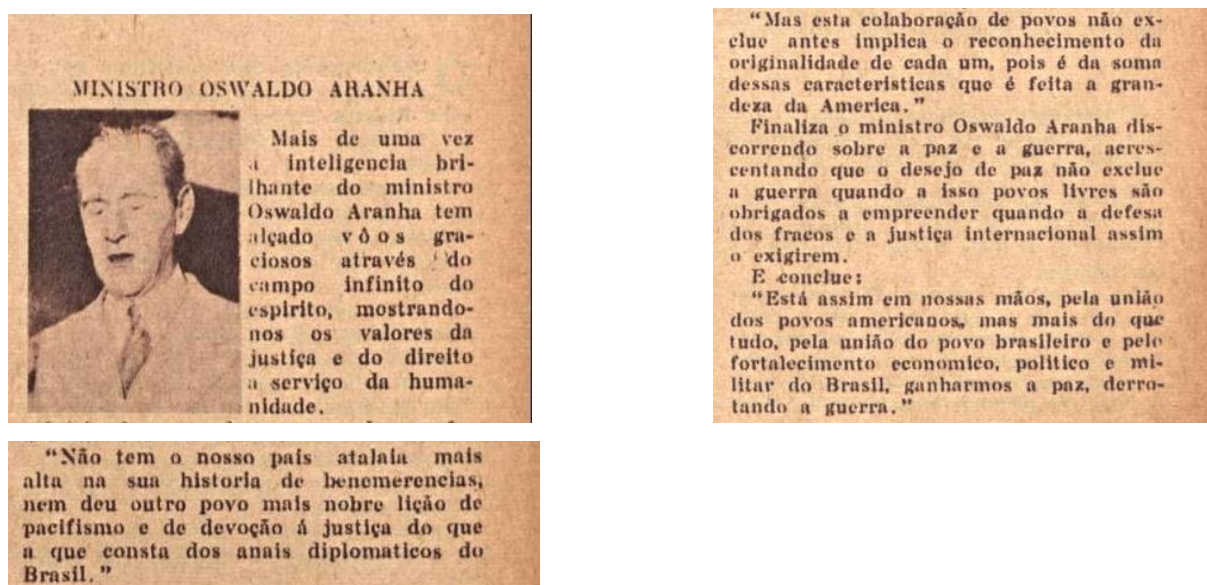 MINISTRO OSWALDO ARANHA
Mais de uma vez
a inteligencia bri-
lhante do ministro
Oswaldo Aranha tem
alçado vôos gra-
ciosos através do
campo infinito do
espirito, mostrando-
nos os valores da
justiça e do direito
a serviço da huma-
nidade.
"Não tem o nosso país atalaia mais
alta na sua historia de benemerencias,
nem deu outro povo mais nobre lição de
pacifismo e de devoção á justiça do que
a que consta dos anais diplomaticos do
Brasil."
"Mas esta colaboração de povos não ex-
clue antes implica o reconhecimento da
originalidade de cada um, pois é da soma
dessas caracteristicas que é feita a gran-
deza da America."
Finaliza o ministro Oswaldo Aranha dis-
correndo sobre a paz e a guerra, acres-
centando que o desejo de paz não exclue
a guerra quando a isso povos livres são
obrigados a empreender quando a defesa
dos fracos e a justiça internacional assim
o exigirem.
E conclue:
"Está assim em nossas mãos, pela união
dos povos americanos, mas mais do que
tudo, pela união do povo brasileiro e pelo
fortalecimento economico, politico e mi-
litar do Brasil, ganharmos a paz, derro-
tando a guerra."